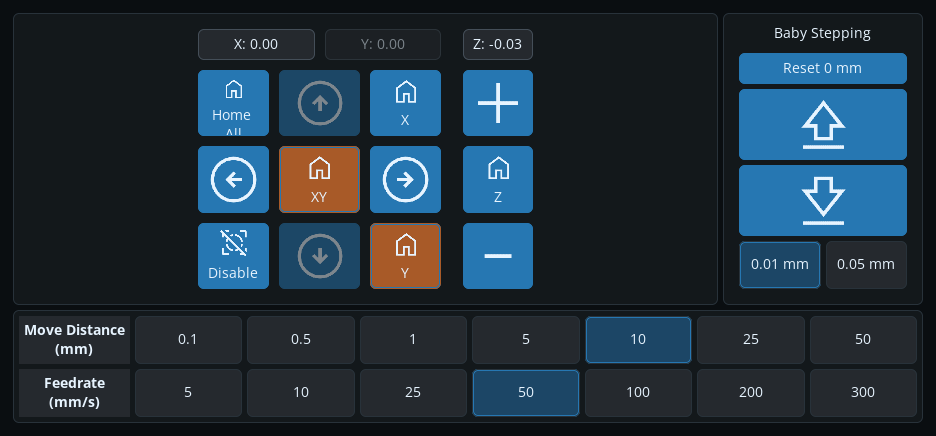 X: 0.00 Y: 0.00 Z: -0.03
Home
All
X
XY
Z
Disable
Y
Baby Stepping
Reset 0 mm
0.01 mm 0.05 mm
Move Distance
(mm)
0.1 0.5 1 5 10 25 50
Feedrate
(mm/s)
5 10 25 50 100 200 300